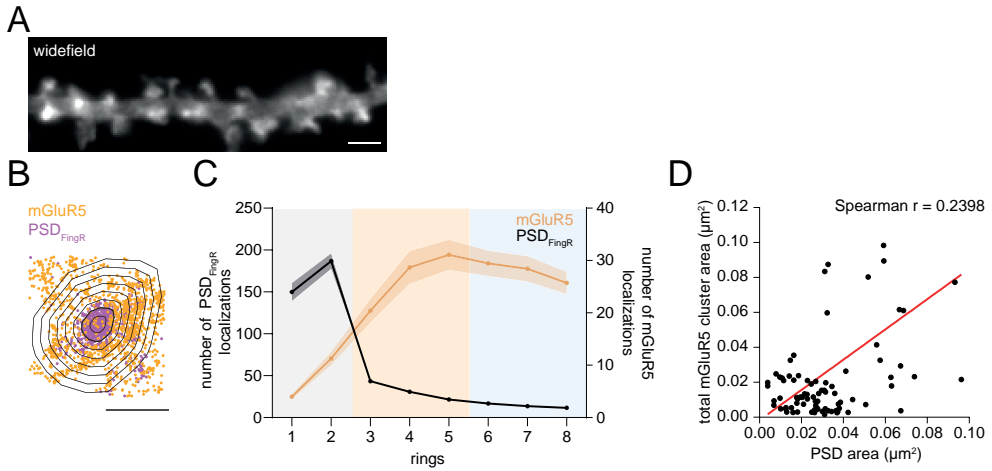 A
widefield
B
mGluR5
PSDFingR
C
number of PSDFingR
localizations
250
200
150
100
50
0
mGluR5
PSDFingR
40
30
20
10
0
number of mGluR5
localizations
1 2 3 4 5 6 7 8
rings
D
Spearman r = 0.2398
total mGluR5 cluster area (µm²)
0.12
0.10
0.08
0.06
0.04
0.02
0.00
0.00 0.02 0.04 0.06 0.08 0.10
PSD area (µm²)